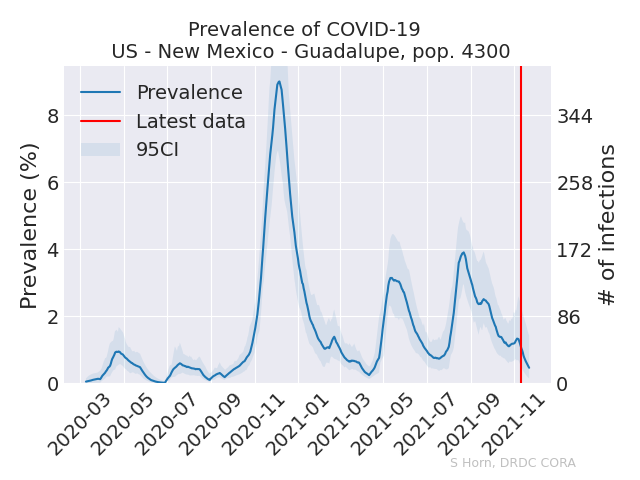 Prevalence of COVID-19
US - New Mexico - Guadalupe, pop. 4300
Prevalence
Latest data
95CI
Prevalence (%)
8
6
4
2
0
344
258
172
86
0
# of infections
2020-03
2020-05
2020-07
2020-09
2020-11
2021-01
2021-03
2021-05
2021-07
2021-09
2021-11
S Horn, DRDC CORA